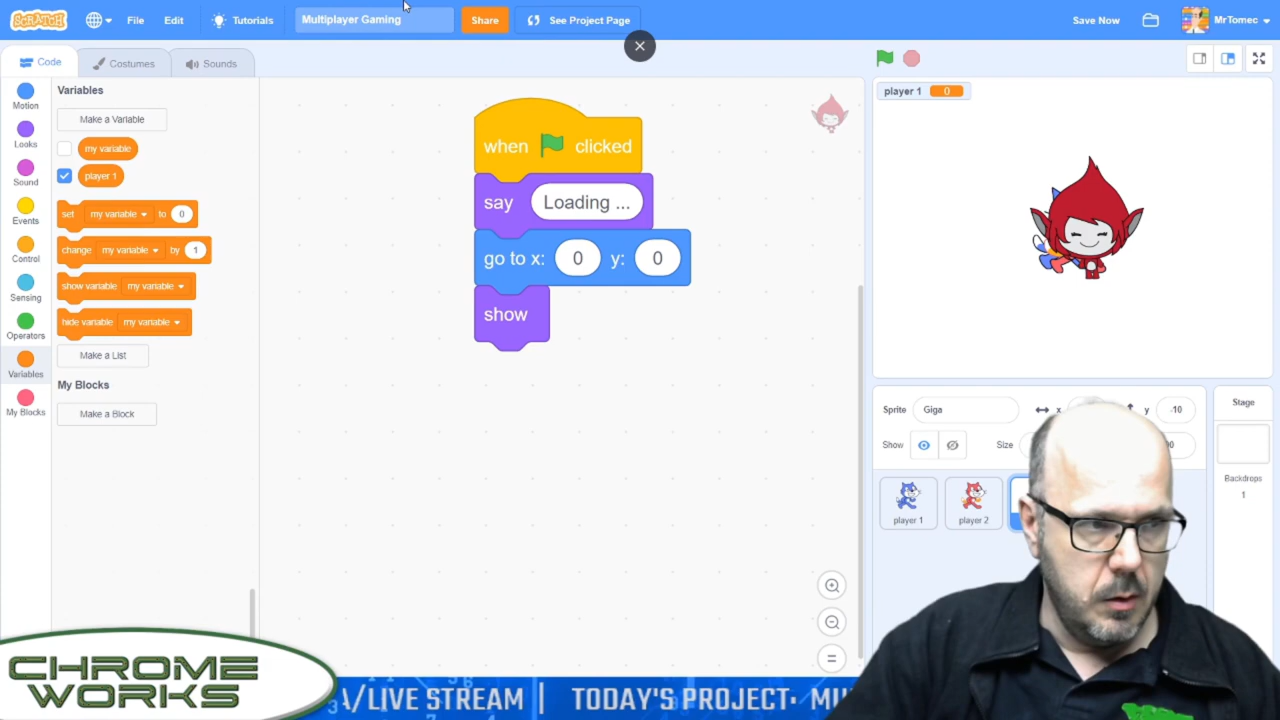 SCRATCH
File
Edit
Tutorials
Multiplayer Gaming
Share
See Project Page
Save Now
MrTomec
Code
Costumes
Sounds
Motion
Looks
Sound
Events
Control
Sensing
Operators
Variables
My Blocks
Variables
Make a Variable
my variable
player 1
set my variable to 0
change my variable by 1
show variable my variable
hide variable my variable
Make a List
My Blocks
Make a Block
when clicked
say Loading ...
go to x: 0 y: 0
show
player 1 0
Sprite Giga x y -10
Show Size
player 1
player 2
Stage
Backdrops
1
CHROME
WORKS
A/LIVE STREAM | TODAY'S PROJECT: